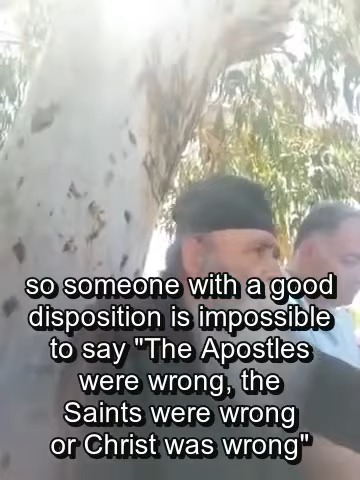 so someone with a good
disposition is impossible
to say "The Apostles
were wrong, the
Saints were wrong
or Christ was wrong"